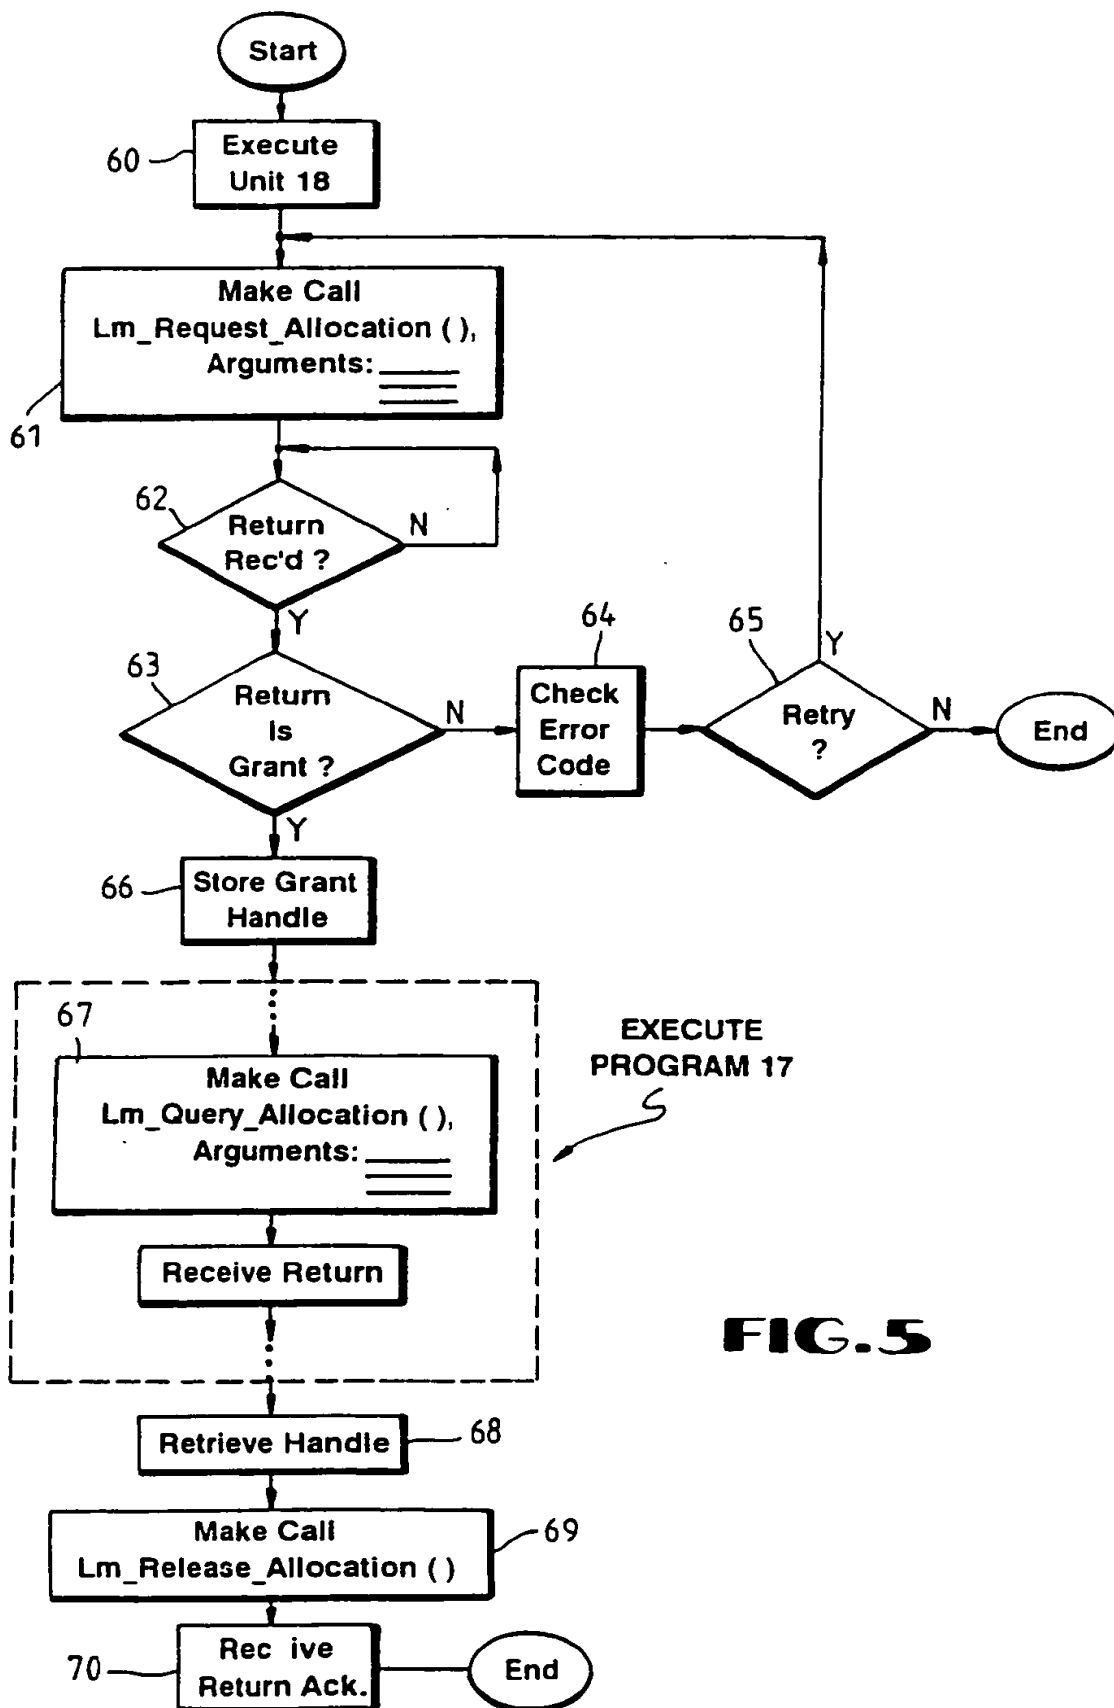 Start
60
Execute
Unit 18
Make Call
Lm_Request_Allocation ( ),
Arguments:
61
62
Return
Rec'd ?
N
Y
63
Return
Is
Grant ?
N
Y
64
Check
Error
Code
65
Retry
?
Y
N
End
66
Store Grant
Handle
67
Make Call
Lm_Query_Allocation ( ),
Arguments:
Receive Return
EXECUTE
PROGRAM 17
FIG.5
Retrieve Handle
68
Make Call
Lm_Release_Allocation ( )
69
70
Rec ive
Return Ack.
End